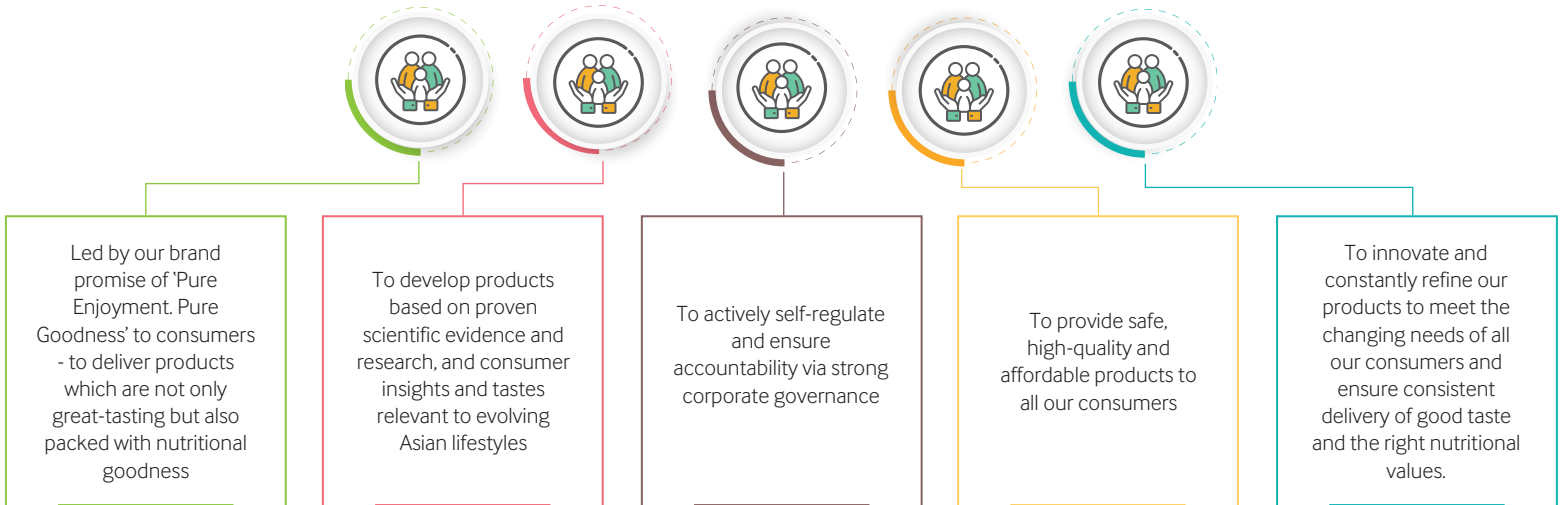 Led by our brand
promise of ‘Pure
Enjoyment. Pure
Goodness’ to consumers
- to deliver products
which are not only
great-tasting but also
packed with nutritional
goodness
To develop products
based on proven
scientific evidence and
research, and consumer
insights and tastes
relevant to evolving
Asian lifestyles
To actively self-regulate
and ensure
accountability via strong
corporate governance
To provide safe,
high-quality and
affordable products to
all our consumers
To innovate and
constantly refine our
products to meet the
changing needs of all
our consumers and
ensure consistent
delivery of good taste
and the right nutritional
values.